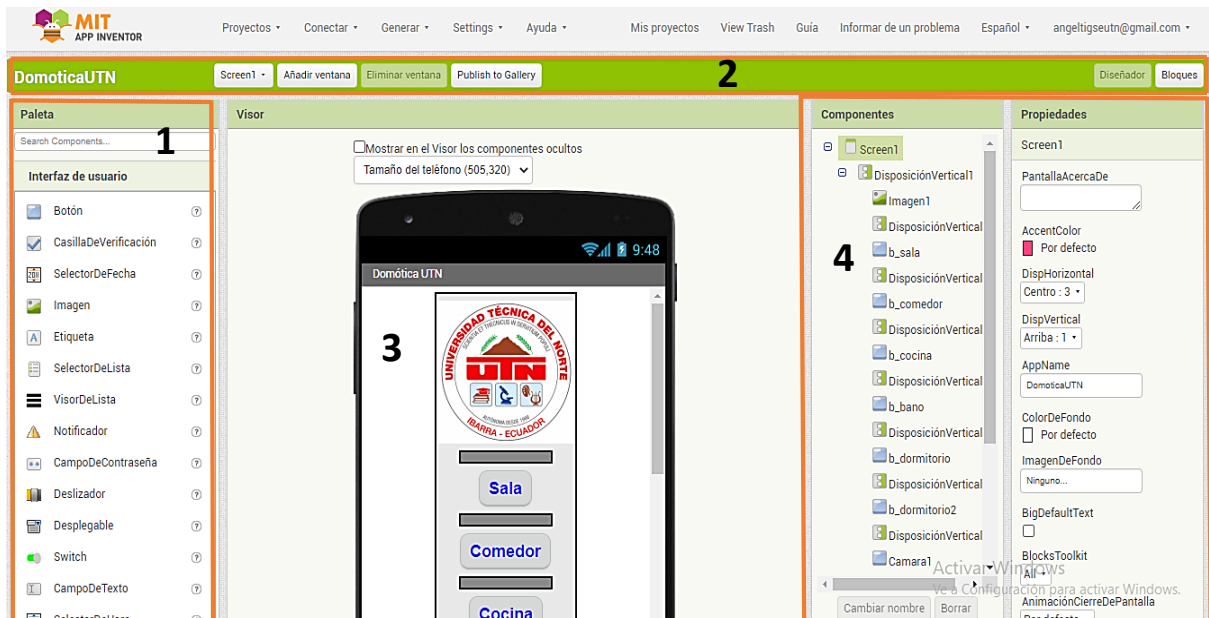 MIT
APP INVENTOR
Proyectos Conectar Generar Settings Ayuda Mis proyectos View Trash Guía Informar de un problema Español angeltigseutn@gmail.com
DomoticaUTN Screen1 Añadir ventana Eliminar ventana Publish to Gallery 2 Diseñador Bloques
Paleta
Search Components...
1
Interfaz de usuario
Botón
CasillaDeVerificación
SelectorDeFecha
Imagen
Etiqueta
SelectorDeLista
VisorDeLista
Notificador
CampoDeContraseña
Deslizador
Desplegable
Switch
CampoDeTexto
Visor
Mostrar en el Visor los componentes ocultos
Tamaño del teléfono (505,320)
9:48
Domótica UTN
UNIVERSIDAD TÉCNICA DEL NORTE
UTN
IBARRA - ECUADOR
3
Sala
Comedor
Cocina
Componentes
Screen1
DisposiciónVertical1
Imagen1
DisposiciónVertical
b_sala
4
DisposiciónVertical
b_comedor
DisposiciónVertical
b_cocina
DisposiciónVertical
b_bano
DisposiciónVertical
b_dormitorio
DisposiciónVertical
b_dormitorio2
DisposiciónVertical
Camara1
Cambiar nombre Borrar
Propiedades
Screen1
PantallaAcercaDe
AccentColor
Por defecto
DispHorizontal
Centro : 3
DispVertical
Arriba : 1
AppName
DomoticaUTN
ColorDeFondo
Por defecto
ImagenDeFondo
Ninguno...
BigDefaultText
BlocksToolkit
All
AnimaciónCierreDePantalla
Activar Windows
Ve a Configuración para activar Windows.